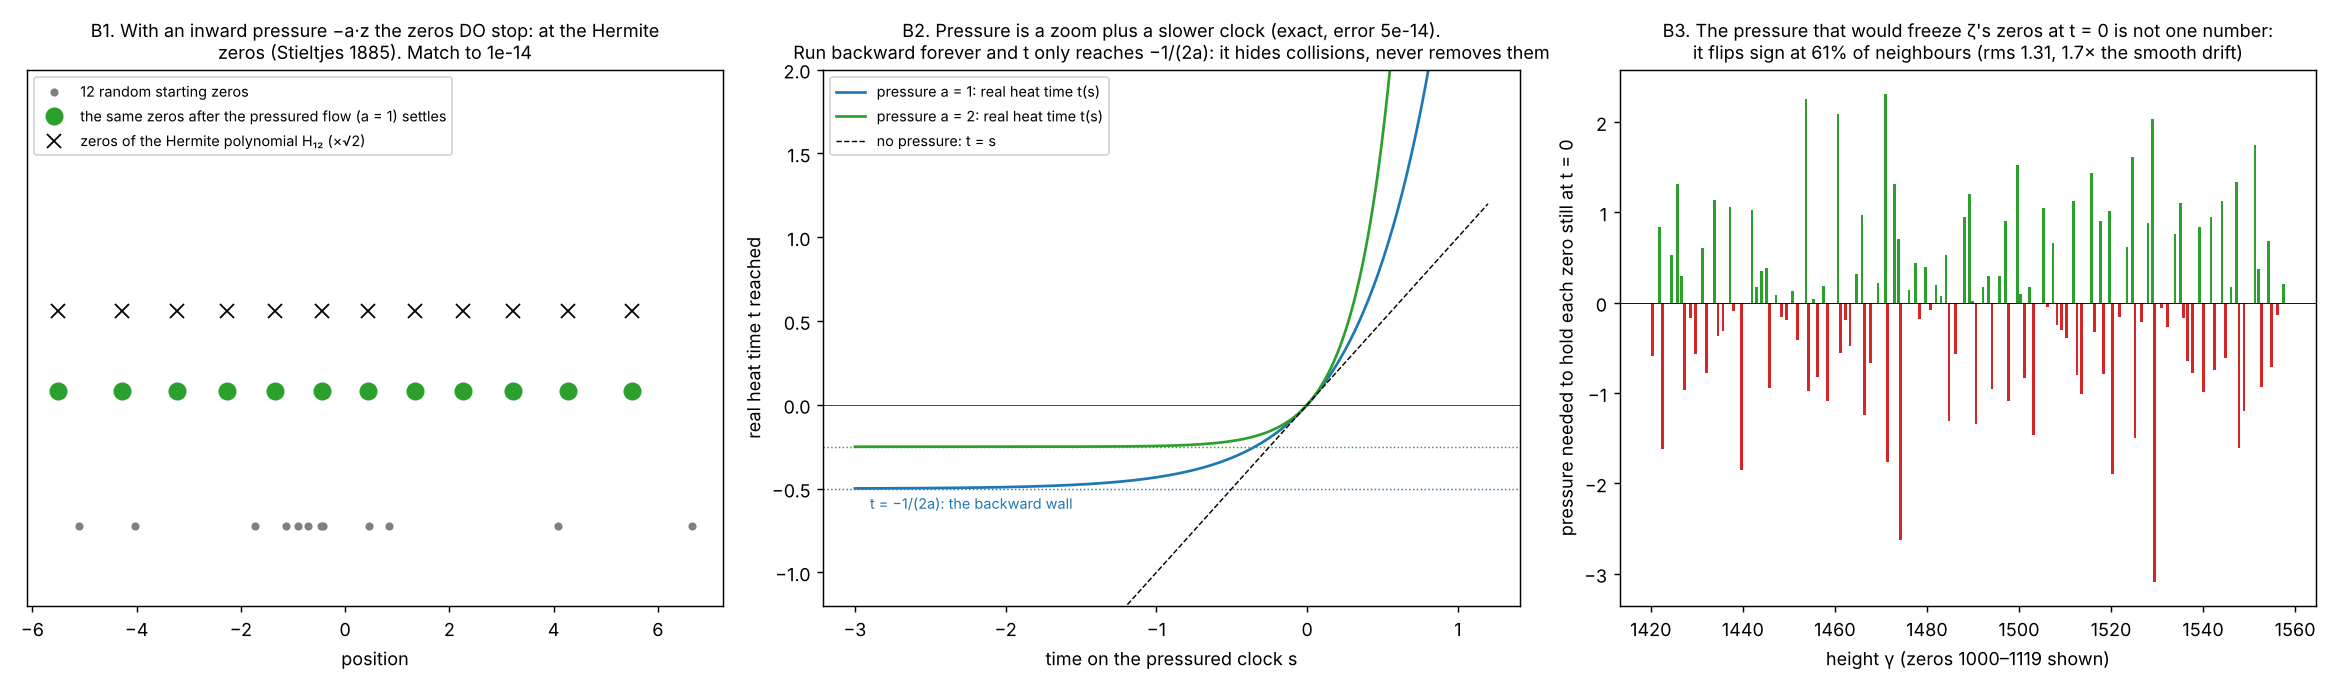 B1. With an inward pressure −a·z the zeros DO stop: at the Hermite
zeros (Stieltjes 1885). Match to 1e-14
12 random starting zeros
the same zeros after the pressured flow (a = 1) settles
zeros of the Hermite polynomial H₁₂ (×√2)
−6
−4
−2
0
2
4
6
position
B2. Pressure is a zoom plus a slower clock (exact, error 5e-14).
Run backward forever and t only reaches −1/(2a): it hides collisions, never removes them
pressure a = 1: real heat time t(s)
pressure a = 2: real heat time t(s)
no pressure: t = s
t = −1/(2a): the backward wall
real heat time t reached
2.0
1.5
1.0
0.5
0.0
−0.5
−1.0
−3
−2
−1
0
1
time on the pressured clock s
B3. The pressure that would freeze ζ's zeros at t = 0 is not one number:
it flips sign at 61% of neighbours (rms 1.31, 1.7× the smooth drift)
pressure needed to hold each zero still at t = 0
2
1
0
−1
−2
−3
1420
1440
1460
1480
1500
1520
1540
1560
height γ (zeros 1000–1119 shown)